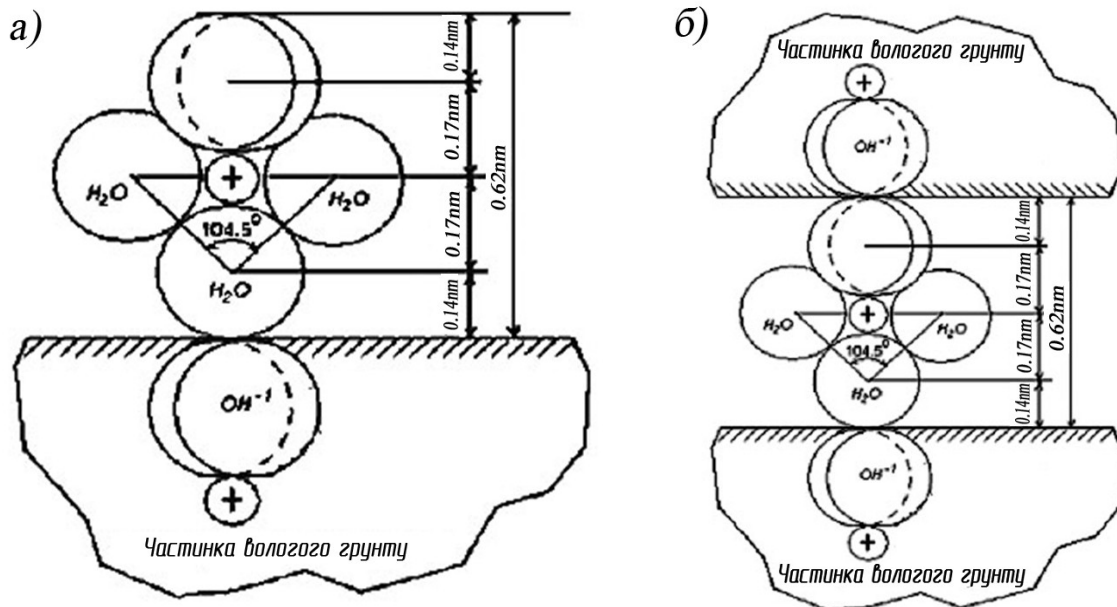 а)
0.14nm
0.17nm
0.62nm
H₂O
+
H₂O
104.5°
0.17nm
H₂O
0.14nm
OH⁻¹
+
Частинка вологого грунту
б)
Частинка вологого грунту
+
OH⁻¹
0.14nm
0.17nm
0.62nm
H₂O
+
H₂O
104.5°
0.17nm
H₂O
0.14nm
OH⁻¹
+
Частинка вологого грунту